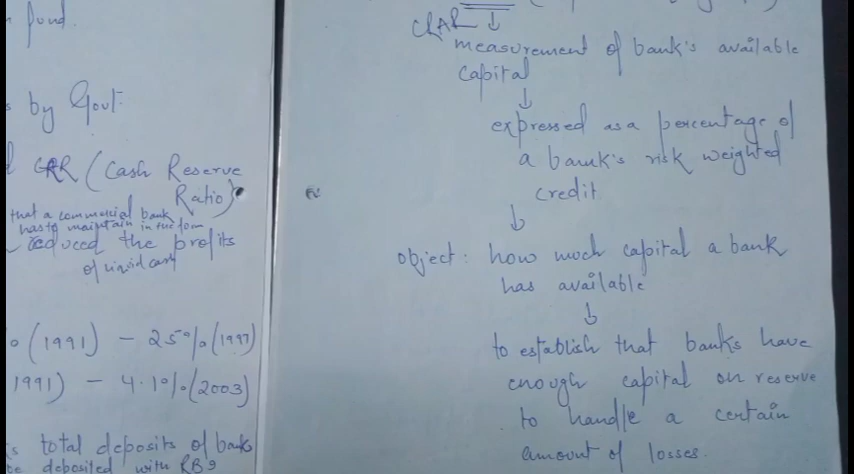 fund.
s by Govt.
CRR (Cash Reserve
Ratio)
that a commercial bank
has to maintain in the form
reduced the profits
of liquid cash
(1991) - 25% (1997)
1991) - 4.1% (2003)
total deposits of banks
deposited with RBI
CRAR ↓
measurement of bank's available
capital
↓
expressed as a percentage of
a bank's risk weighted
credit
↓
object: how much capital a bank
has available
↓
to establish that banks have
enough capital on reserve
to handle a certain
amount of losses.